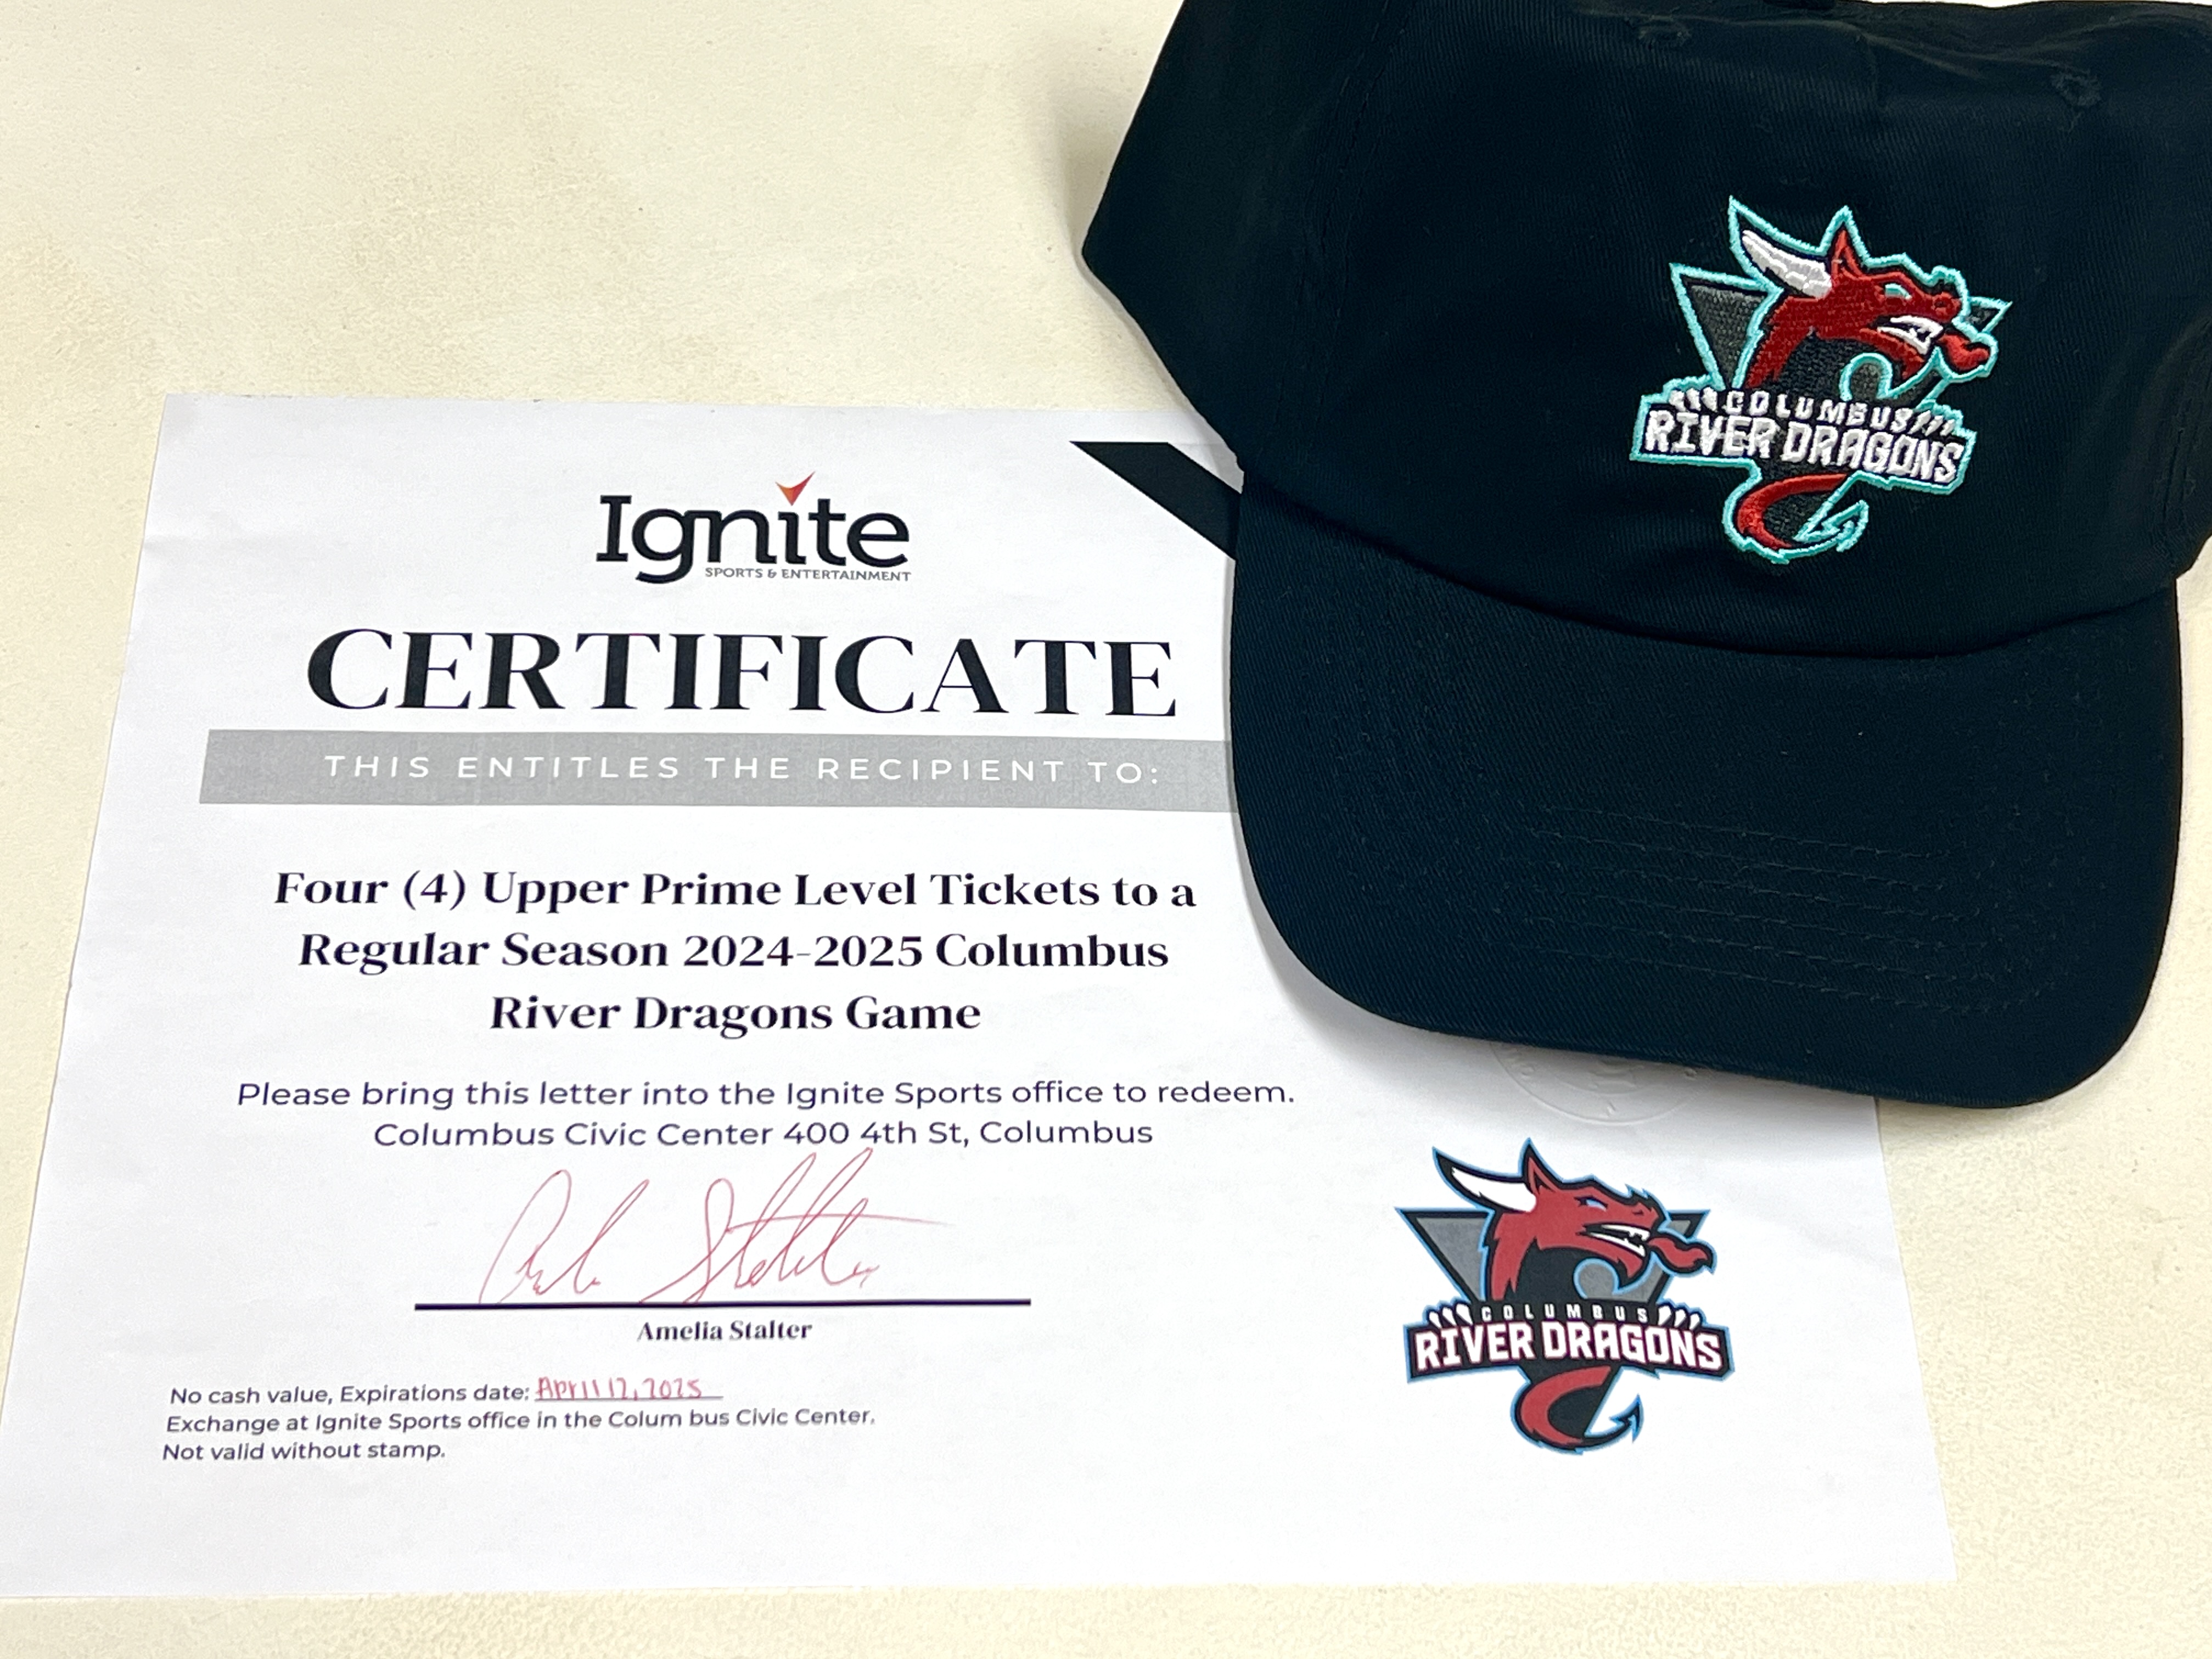 Ignite
SPORTS & ENTERTAINMENT
CERTIFICATE
THIS ENTITLES THE RECIPIENT TO:
Four (4) Upper Prime Level Tickets to a
Regular Season 2024-2025 Columbus
River Dragons Game
Please bring this letter into the Ignite Sports office to redeem.
Columbus Civic Center 400 4th St, Columbus
Amelia Stalter
No cash value, Expirations date: April 12, 2025
Exchange at Ignite Sports office in the Colum bus Civic Center.
Not valid without stamp.
COLUMBUS
RIVER DRAGONS
COLUMBUS
RIVER DRAGONS